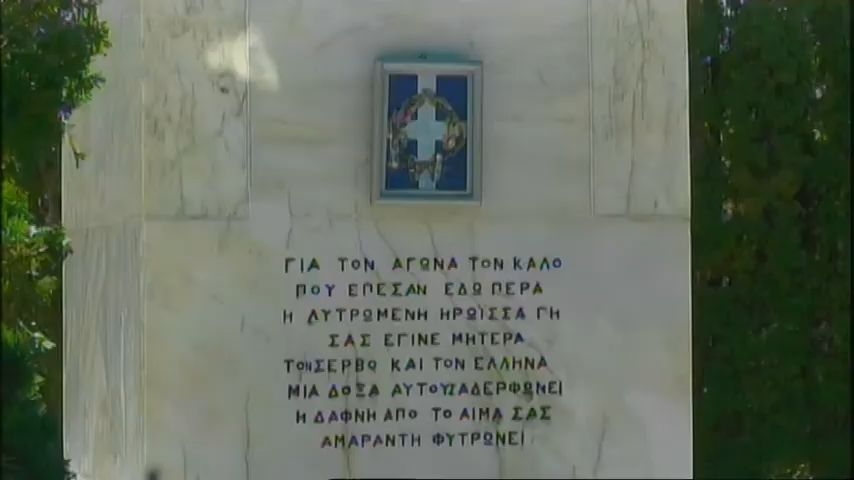 ΓΙΑ ΤΟΝ ΑΓΩΝΑ ΤΟΝ ΚΑΛΟ
ΠΟΥ ΕΠΕΣΑΝ ΕΔΩ ΠΕΡΑ
Η ΛΥΤΡΩΜΕΝΗ ΗΡΩΙΣΣΑ ΓΗ
ΣΑΣ ΕΓΙΝΕ ΜΗΤΕΡΑ
ΤΟΝ ΣΕΡΒΟ ΚΑΙ ΤΟΝ ΕΛΛΗΝΑ
ΜΙΑ ΔΟΞΑ ΑΥΤΟΥΣ ΑΔΕΡΦΩΝΕΙ
Η ΔΑΦΝΗ ΑΠΟ ΤΟ ΑΙΜΑ ΣΑΣ
ΑΜΑΡΑΝΤΗ ΦΥΤΡΩΝΕΙ